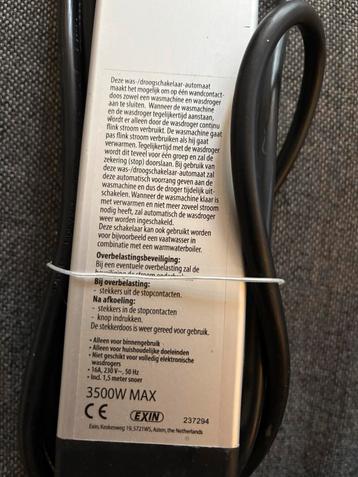 Deze was-/droogschakelaar-automaat
maakt het mogelijk om op één wandcontact-
doos zowel een wasmachine en wasdroger
aan te sluiten. Wanneer de wasmachine
en de wasdroger tegelijkertijd aanstaan,
wordt er alleen door de wasdroger continu
flink stroom verbruikt. De wasmachine gaat
pas flink stroom verbruiken als hij gaat
verwarmen. Tegelijkertijd met de wasdroger
wordt dit teveel voor één groep en zal de
zekering (stop) doorslaan. Bij gebruik van
deze was-/droogschakelaar-automaat zal
deze automatisch voorrang geven aan de
wasmachine en dus de droger tijdelijk uit-
schakelen. Wanneer de wasmachine klaar is
met verwarmen en niet meer zoveel stroom
nodig heeft, zal automatisch de wasdroger
weer worden ingeschakeld.
Deze schakelaar kan ook gebruikt worden
voor bijvoorbeeld een vaatwasser in
combinatie met een warmwaterboiler.
Overbelastingsbeveiliging:
Bij een eventuele overbelasting zal de
Bij overbelasting:
- stekkers uit de stopcontacten.
Na afkoeling:
- stekkers uit de stopcontacten -
- knop indrukken.
De stekkerdoos is weer gereed voor gebruik.
• Alleen voor binnengebruik
• Alleen voor huishoudelijke doeleinden
• Niet geschikt voor volledig elektronische
wasdrogers
• 16A, 230 V~, 50 Hz
• Incl. 1,5 meter snoer
3500W MAX
CE EXIN 237294
Exin, Keskenweg 19, 5721WS, Asten, the Netherlands